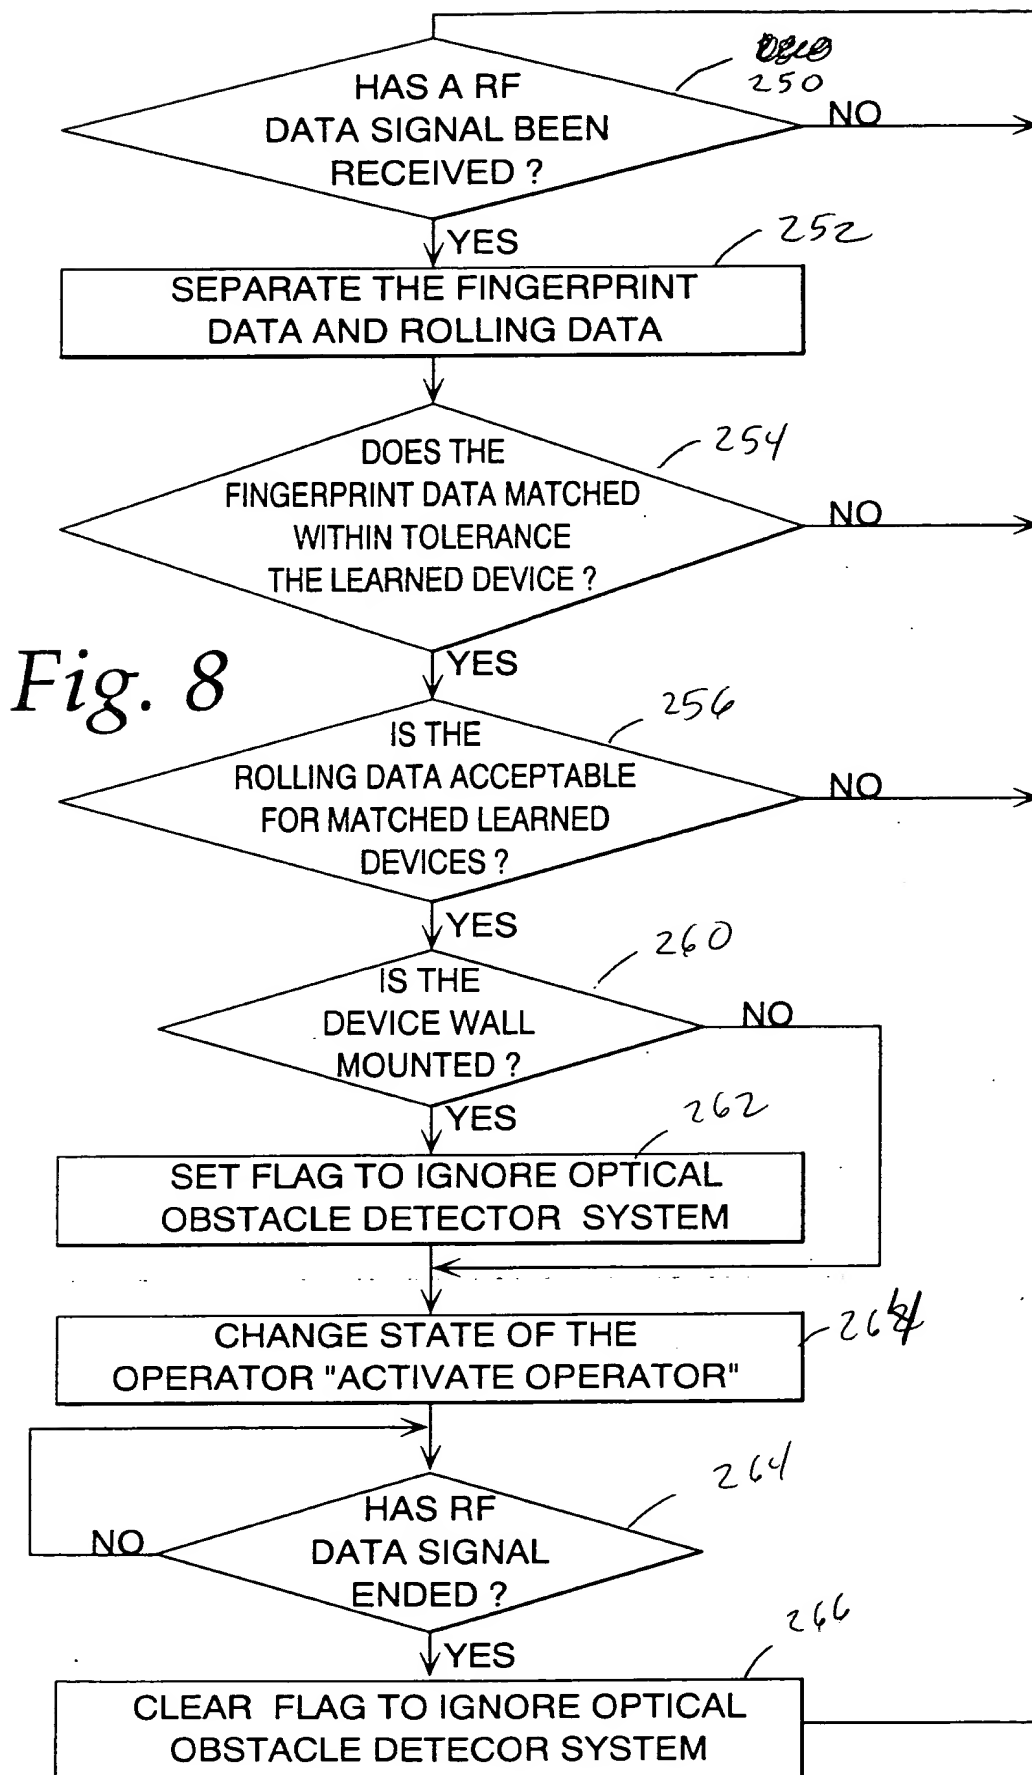 250
HAS A RF
DATA SIGNAL BEEN
RECEIVED ?
NO
YES
252
SEPARATE THE FINGERPRINT
DATA AND ROLLING DATA
254
DOES THE
FINGERPRINT DATA MATCHED
WITHIN TOLERANCE
THE LEARNED DEVICE ?
NO
YES
Fig. 8
256
IS THE
ROLLING DATA ACCEPTABLE
FOR MATCHED LEARNED
DEVICES ?
NO
YES
260
IS THE
DEVICE WALL
MOUNTED ?
NO
YES
262
SET FLAG TO IGNORE OPTICAL
OBSTACLE DETECTOR SYSTEM
CHANGE STATE OF THE
OPERATOR "ACTIVATE OPERATOR"
264
HAS RF
DATA SIGNAL
ENDED ?
NO
YES
266
CLEAR FLAG TO IGNORE OPTICAL
OBSTACLE DETECOR SYSTEM